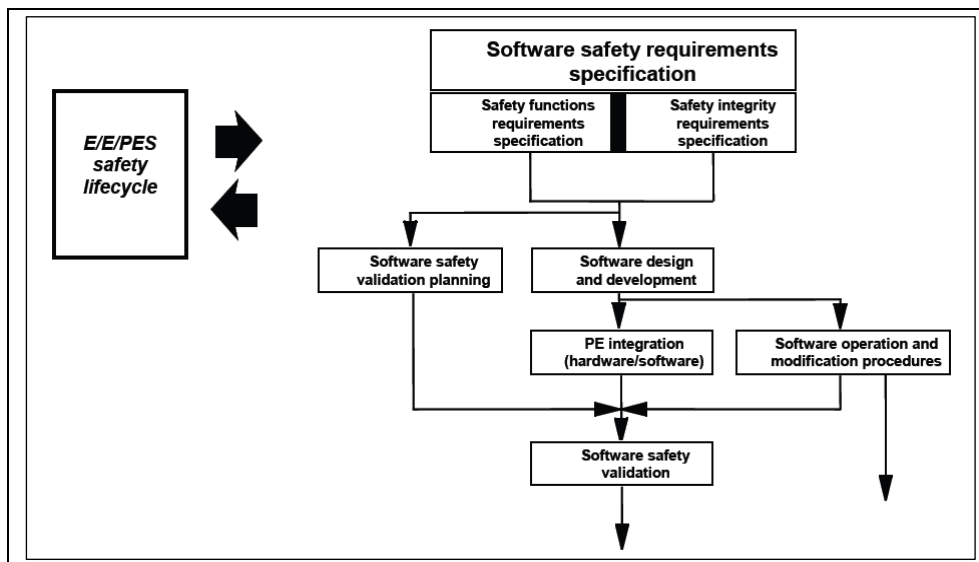 Software safety requirements
specification
Safety functions
requirements
specification
Safety integrity
requirements
specification
E/E/PES
safety
lifecycle
Software safety
validation planning
Software design
and development
PE integration
(hardware/software)
Software operation and
modification procedures
Software safety
validation